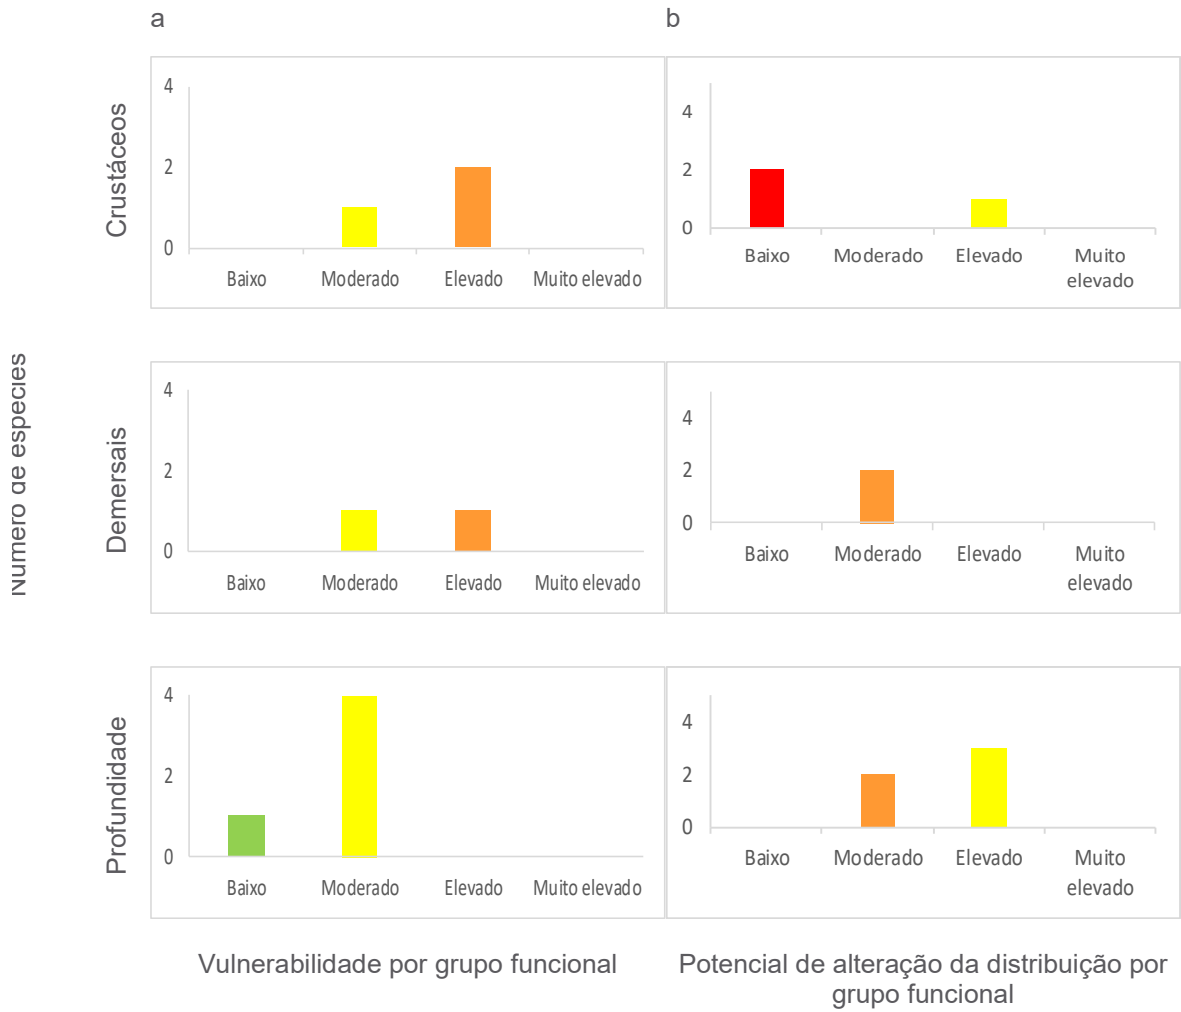 a
b
Crustáceos
4
2
0
Baixo Moderado Elevado Muito elevado
4
2
0
Baixo Moderado Elevado Muito
elevado
Número de espécies
Demersais
4
2
0
Baixo Moderado Elevado Muito elevado
4
2
0
Baixo Moderado Elevado Muito
elevado
Profundidade
4
2
0
Baixo Moderado Elevado Muito elevado
4
2
0
Baixo Moderado Elevado Muito
elevado
Vulnerabilidade por grupo funcional
Potencial de alteração da distribuição por
grupo funcional